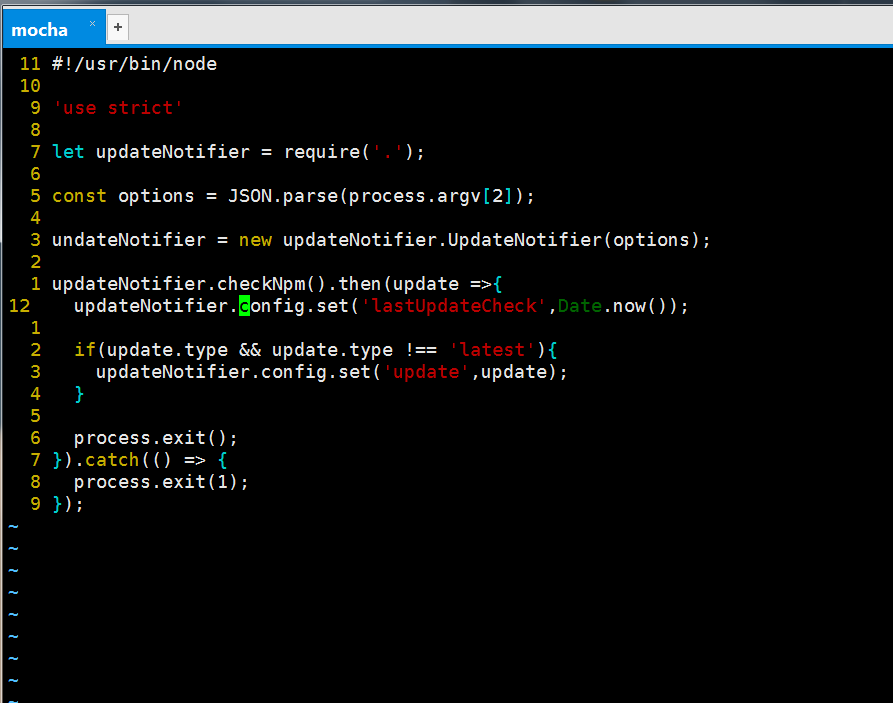 mocha × +
11 #!/usr/bin/node
10
9 'use strict'
8
7 let updateNotifier = require('.');
6
5 const options = JSON.parse(process.argv[2]);
4
3 undateNotifier = new updateNotifier.UpdateNotifier(options);
2
1 updateNotifier.checkNpm().then(update =>{
12   updateNotifier.config.set('lastUpdateCheck',Date.now());
1
2   if(update.type && update.type !== 'latest'){
3     updateNotifier.config.set('update',update);
4   }
5
6   process.exit();
7 }).catch(() => {
8   process.exit(1);
9 });
~
~
~
~
~
~
~
~
~